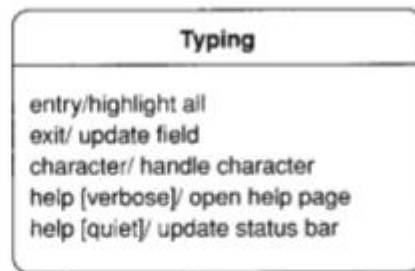 Typing
entry/highlight all
exit/ update field
character/ handle character
help [verbose]/ open help page
help [quiet]/ update status bar